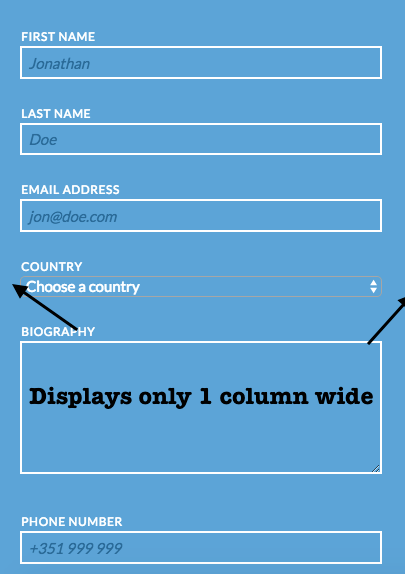 FIRST NAME
Jonathan
LAST NAME
Doe
EMAIL ADDRESS
jon@doe.com
COUNTRY
Choose a country
BIOGRAPHY
Displays only 1 column wide
PHONE NUMBER
+351 999 999